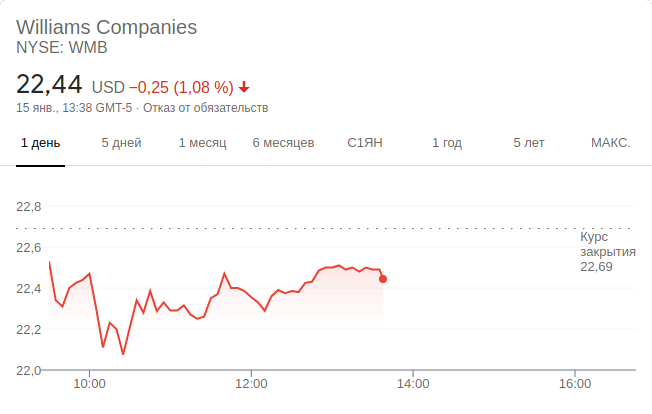 Williams Companies
NYSE: WMB
22,44 USD −0,25 (1,08 %)
15 янв., 13:38 GMT-5 · Отказ от обязательств
1 день 5 дней 1 месяц 6 месяцев С1ЯН 1 год 5 лет МАКС.
22,8
Курс
закрытия
22,69
22,6
22,4
22,2
22,0
10:00 12:00 14:00 16:00